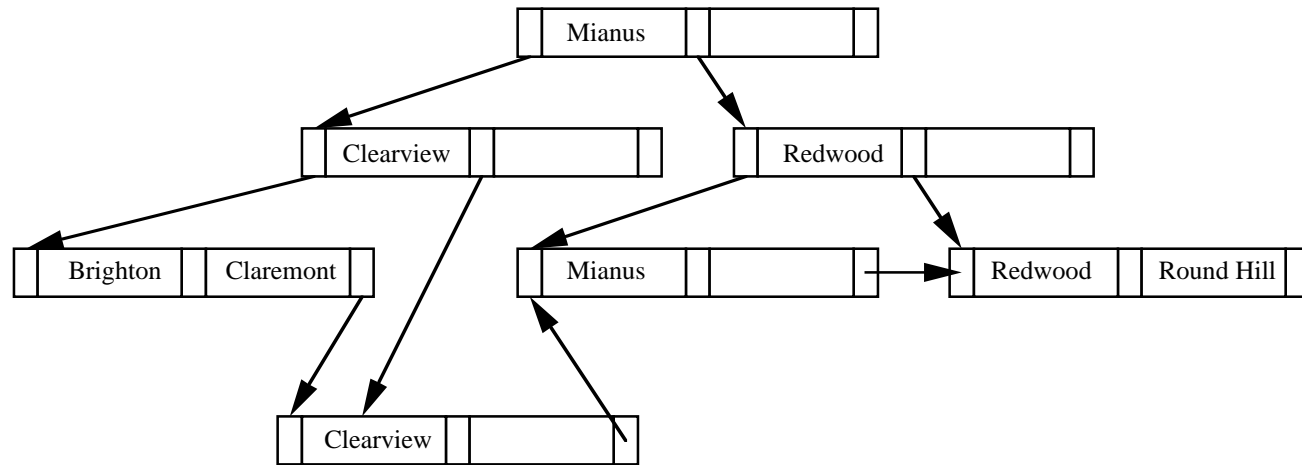 Mianus
Clearview Redwood
Brighton Claremont Mianus Redwood Round Hill
Clearview